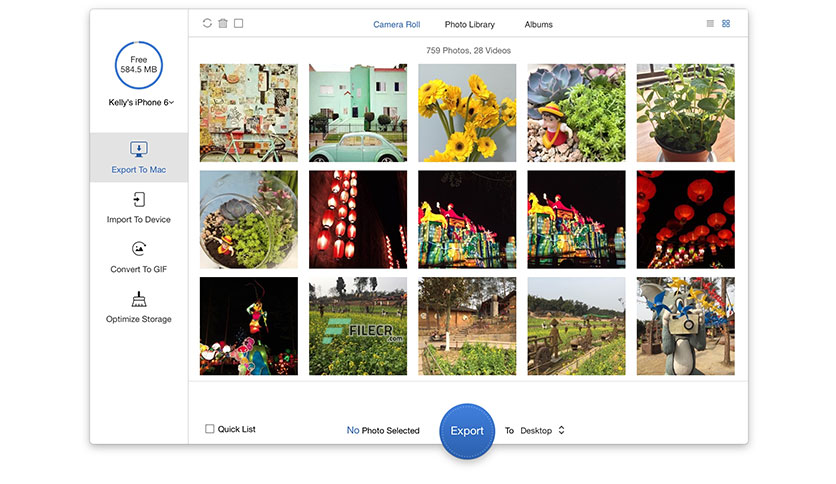 Camera Roll
Photo Library
Albums
Free
584.5 MB
759 Photos, 28 Videos
Kelly's iPhone 6
Export To Mac
Import To Device
Convert To GIF
Optimize Storage
FILECR
.com
Quick List
No Photo Selected
Export
To Desktop